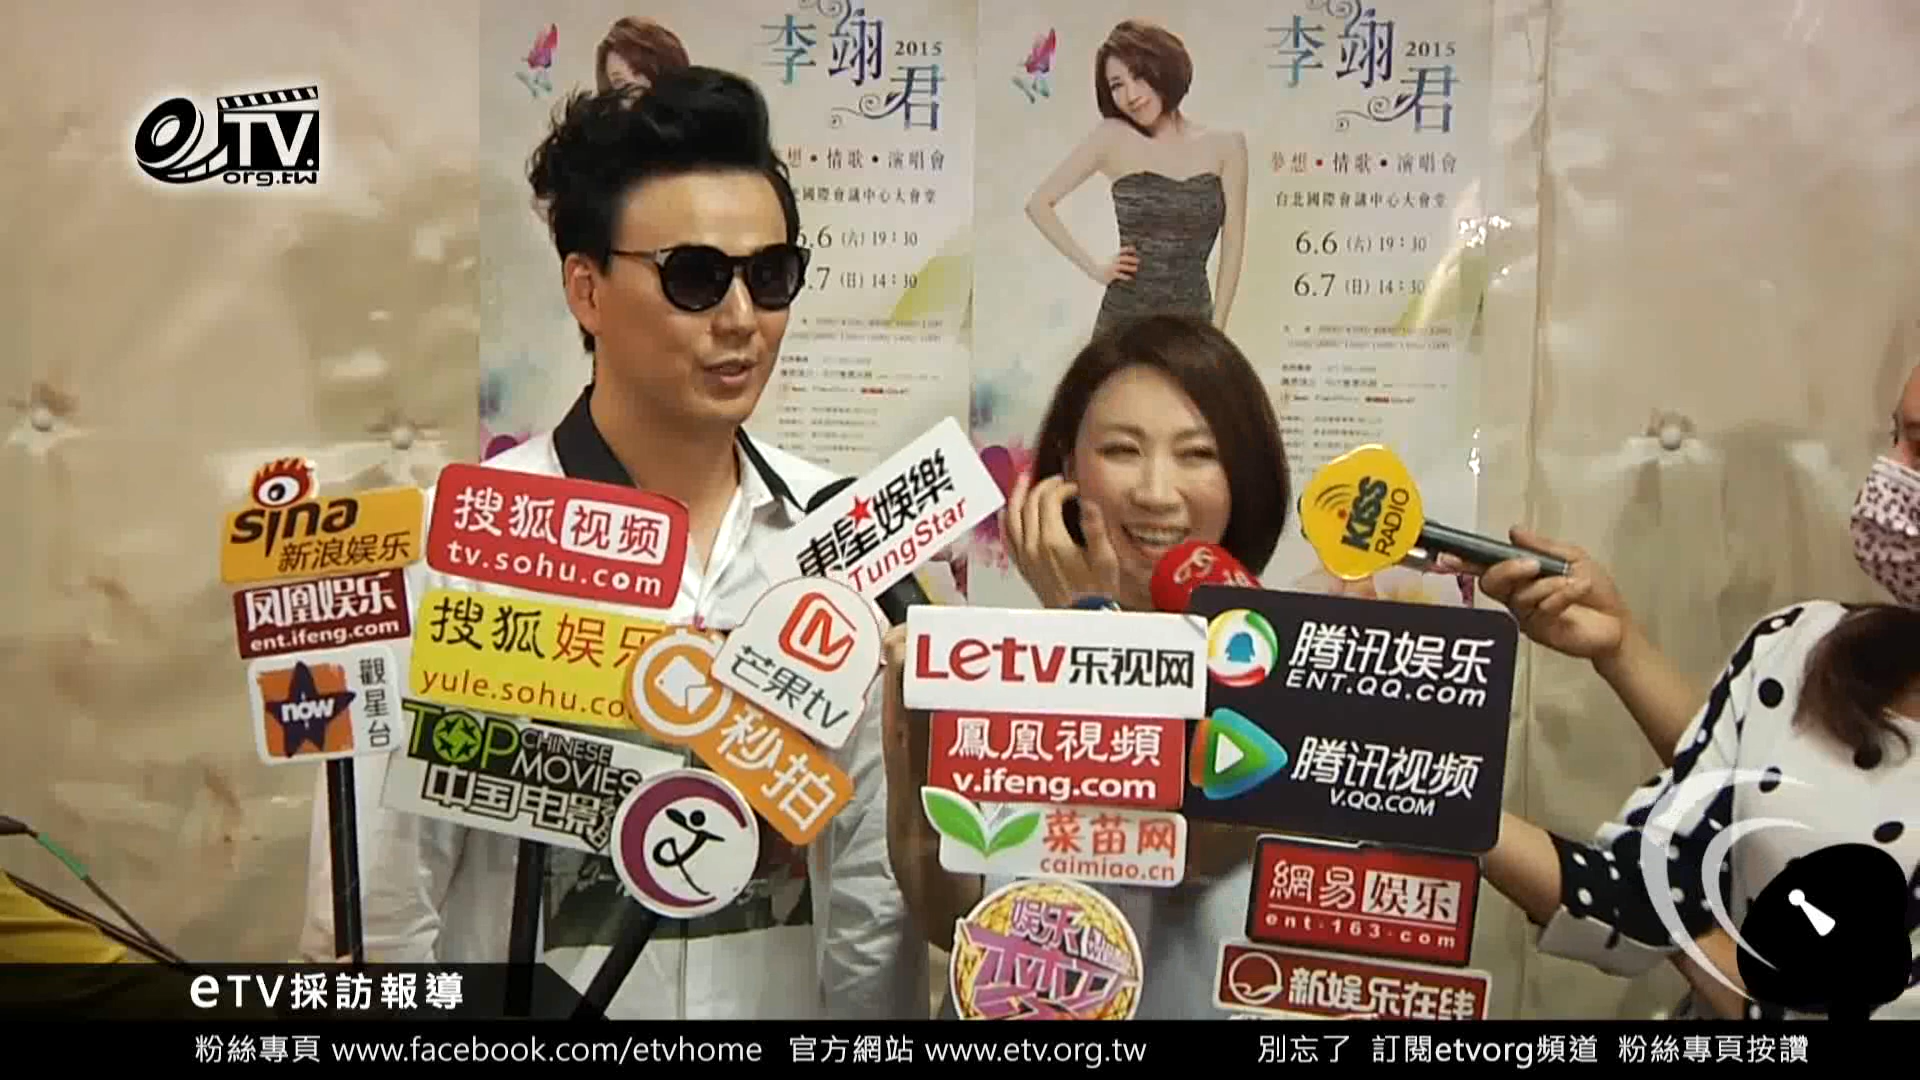 eTV.
org.tw
李翊君
2015
想•情歌•演唱會
北國際會議中心大會堂
6.6 (六) 19:30
6.7 (日) 14:30
李翊君
2015
夢想•情歌•演唱會
台北國際會議中心大會堂
6.6 (六) 19:30
6.7 (日) 14:30
sina
新浪娱乐
凤凰娱乐
ent.ifeng.com
now
觀星台
搜狐视频
tv.sohu.com
搜狐娱乐
yule.sohu.co
TOP CHINESE MOVIES
中国电影
東星娛樂
TungStar
芒果tv
秒拍
KISS
RADIO
Letv乐视网
鳳凰視頻
v.ifeng.com
菜苗网
caimiao.cn
娱乐
腾讯娱乐
ENT.QQ.COM
腾讯视频
V.QQ.COM
網易娱乐
ent·163·com
新娱乐在线
eTV採訪報導
粉絲專頁 www.facebook.com/etvhome 官方網站 www.etv.org.tw 別忘了 訂閱etvorg頻道 粉絲專頁按讚